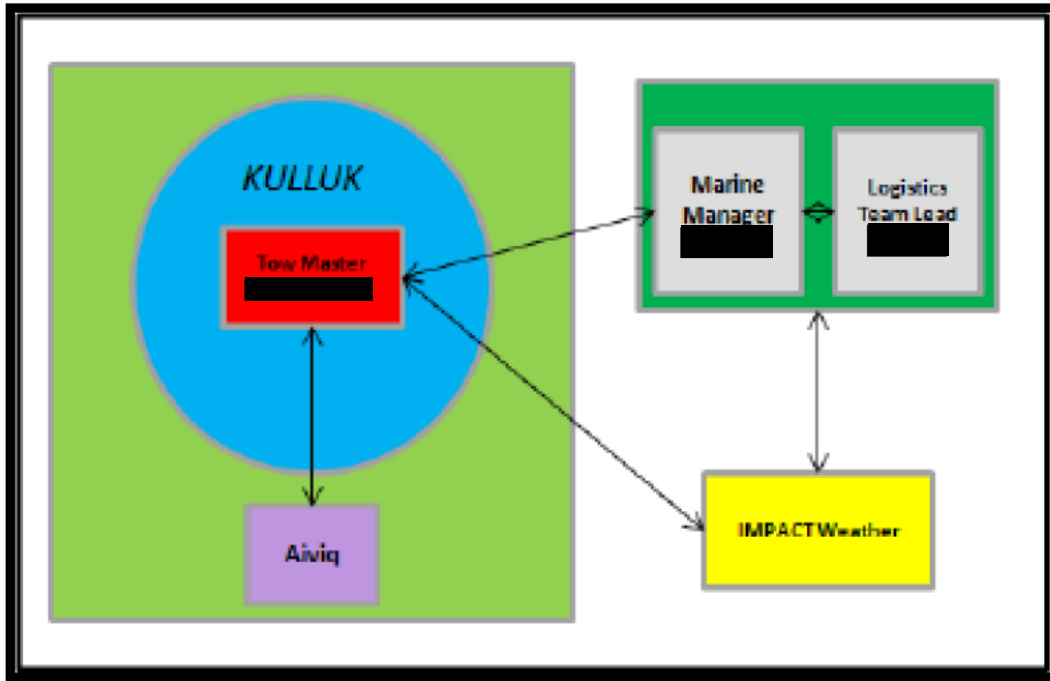 KULLUK
Tow Master
Marine
Manager
Logistics
Team Lead
Aiviq
IMPACT Weather